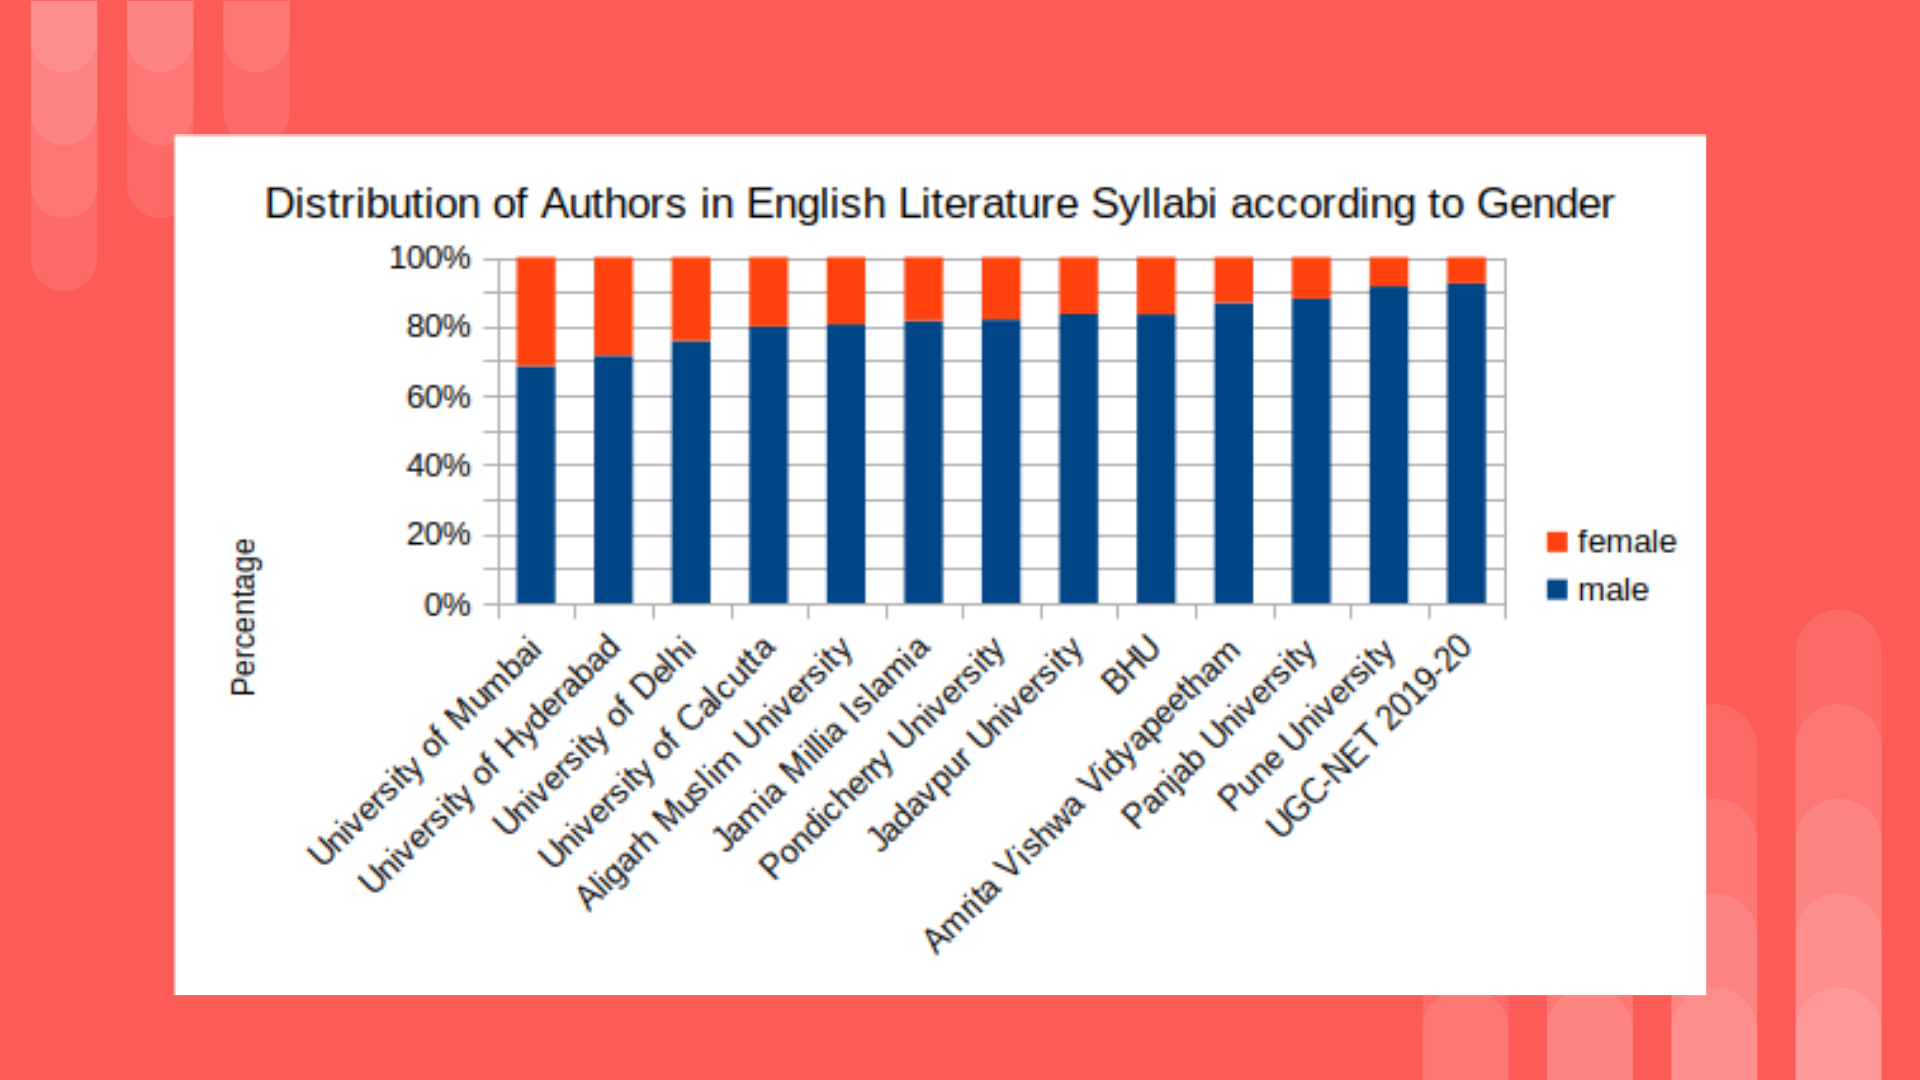 Distribution of Authors in English Literature Syllabi according to Gender
100%
80%
60%
40%
20%
0%
Percentage
female
male
University of Mumbai
University of Hyderabad
University of Delhi
University of Calcutta
Aligarh Muslim University
Jamia Millia Islamia
Pondicherry University
Jadavpur University
BHU
Amrita Vishwa Vidyapeetham
Panjab University
Pune University
UGC-NET 2019-20